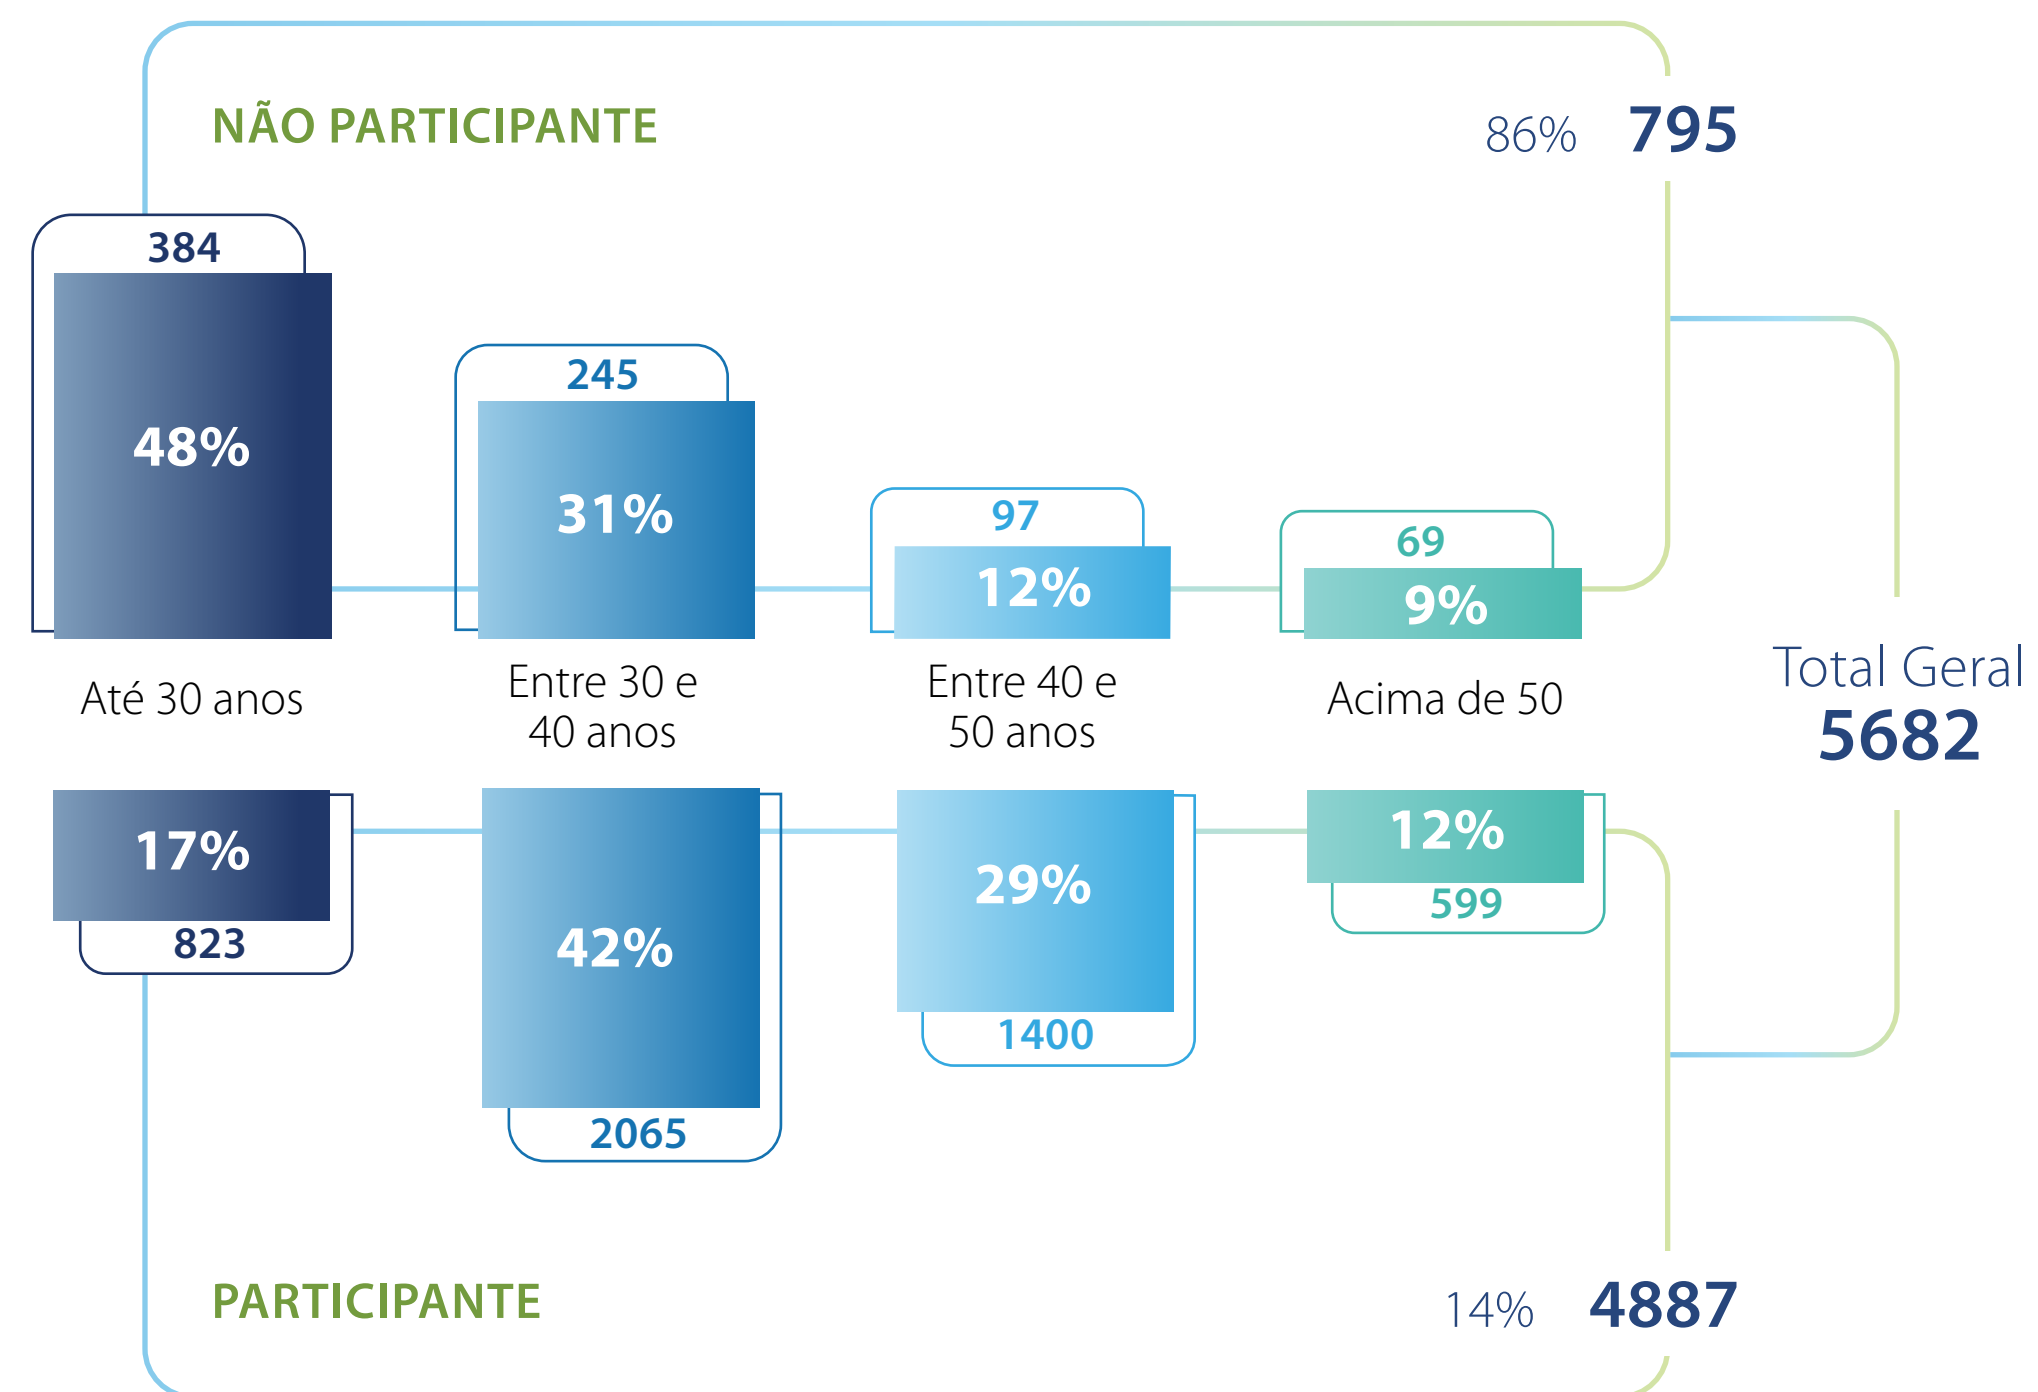 NÃO PARTICIPANTE
86% 795
384
48%
245
31%
97
12%
69
9%
Até 30 anos
Entre 30 e
40 anos
Entre 40 e
50 anos
Acima de 50
Total Geral
5682
17%
823
42%
2065
29%
1400
12%
599
PARTICIPANTE
14% 4887